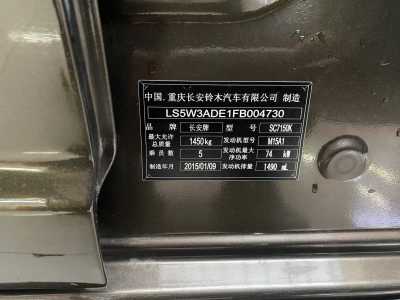 中国.重庆长安铃木汽车有限公司 制造
LS5W3ADE1FB004730
品 牌 长安牌 型 号 SC7150K
最大允许总质量 1450kg 发动机型号 M15A1
乘员数 5 发动机最大净功率 74 kW
制造年月 2015/01/09 发动机排量 1490 mL